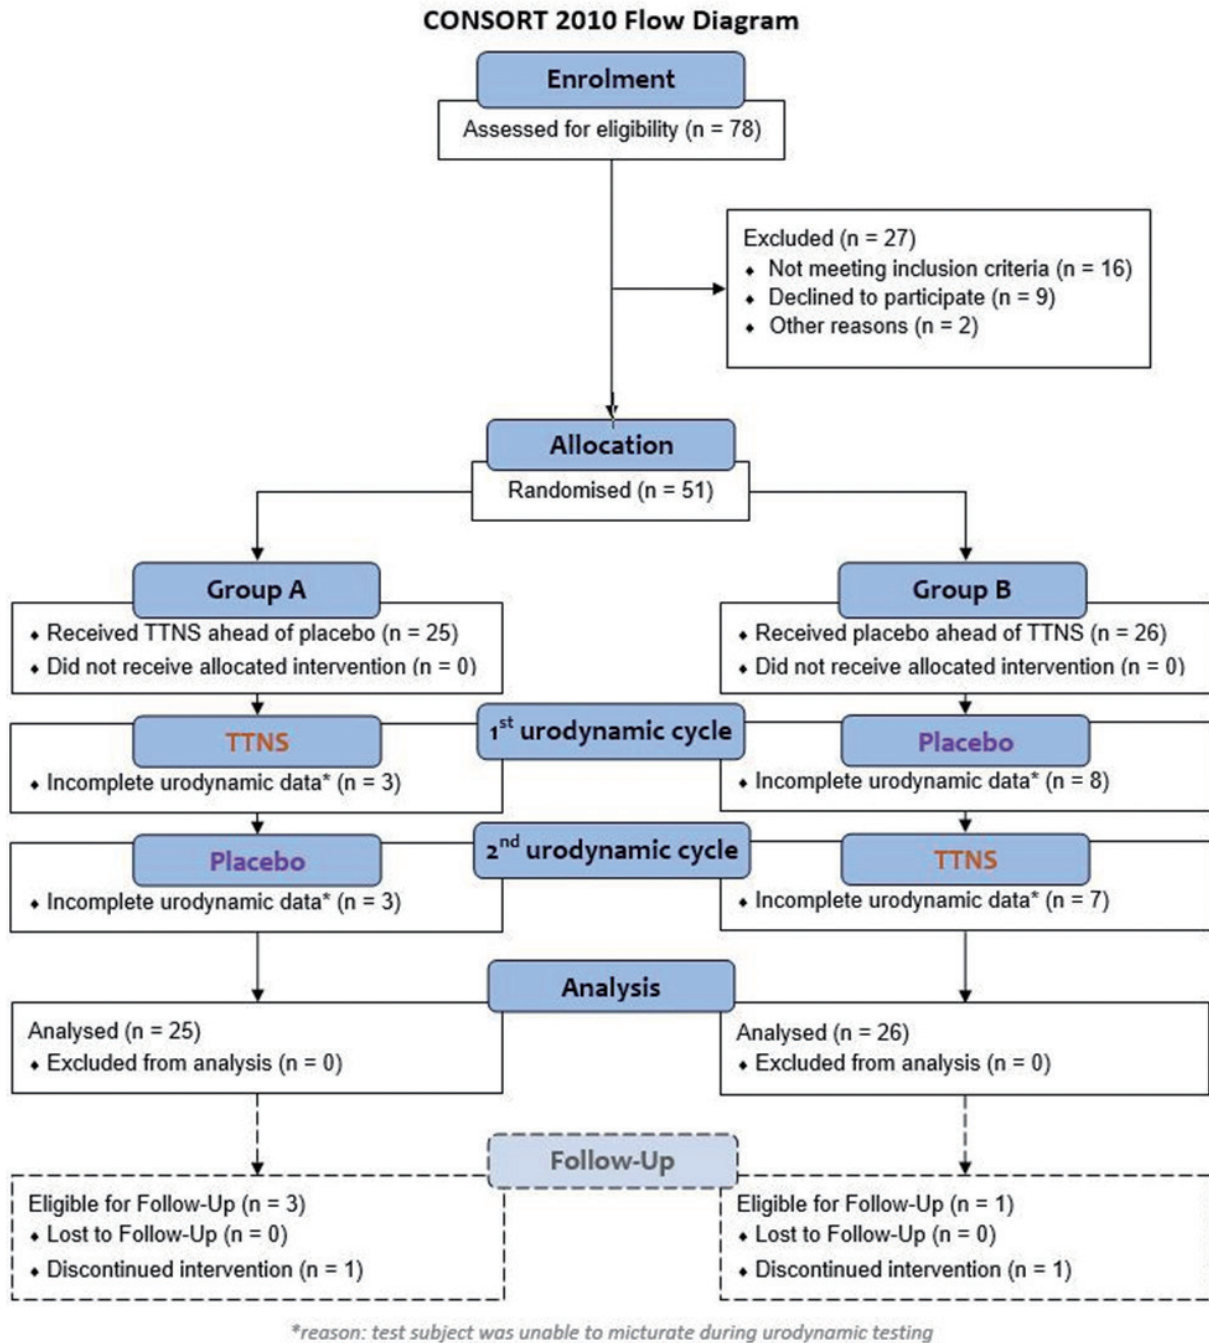 CONSORT 2010 Flow Diagram
Enrolment
Assessed for eligibility (n = 78)
Excluded (n = 27)
⬧ Not meeting inclusion criteria (n = 16)
⬧ Declined to participate (n = 9)
⬧ Other reasons (n = 2)
Allocation
Randomised (n = 51)
Group A
⬧ Received TTNS ahead of placebo (n = 25)
⬧ Did not receive allocated intervention (n = 0)
Group B
⬧ Received placebo ahead of TTNS (n = 26)
⬧ Did not receive allocated intervention (n = 0)
1st urodynamic cycle
TTNS
⬧ Incomplete urodynamic data* (n = 3)
Placebo
⬧ Incomplete urodynamic data* (n = 8)
2nd urodynamic cycle
Placebo
⬧ Incomplete urodynamic data* (n = 3)
TTNS
⬧ Incomplete urodynamic data* (n = 7)
Analysis
Analysed (n = 25)
⬧ Excluded from analysis (n = 0)
Analysed (n = 26)
⬧ Excluded from analysis (n = 0)
Follow-Up
Eligible for Follow-Up (n = 3)
⬧ Lost to Follow-Up (n = 0)
⬧ Discontinued intervention (n = 1)
Eligible for Follow-Up (n = 1)
⬧ Lost to Follow-Up (n = 0)
⬧ Discontinued intervention (n = 1)
*reason: test subject was unable to micturate during urodynamic testing